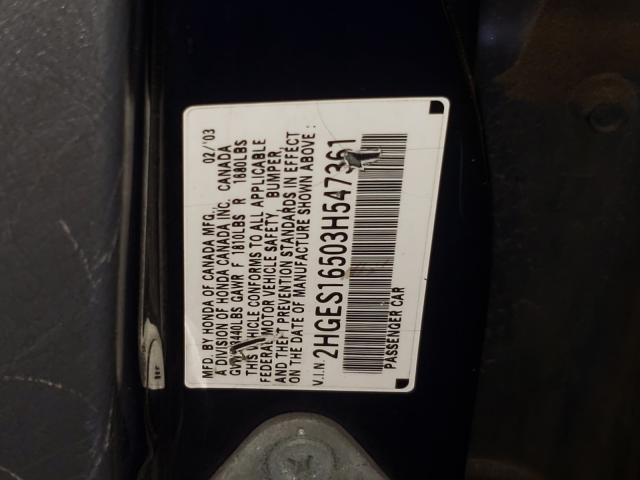 MFD. BY HONDA OF CANADA MFG., 02/'03
A DIVISION OF HONDA CANADA INC., CANADA
GVWR 3440LBS GAWR F 1810LBS R 1680LBS
THIS VEHICLE CONFORMS TO ALL APPLICABLE
FEDERAL MOTOR VEHICLE SAFETY, BUMPER,
AND THEFT PREVENTION STANDARDS IN EFFECT
ON THE DATE OF MANUFACTURE SHOWN ABOVE:
V.I.N. 2HGES16503H547361
PASSENGER CAR